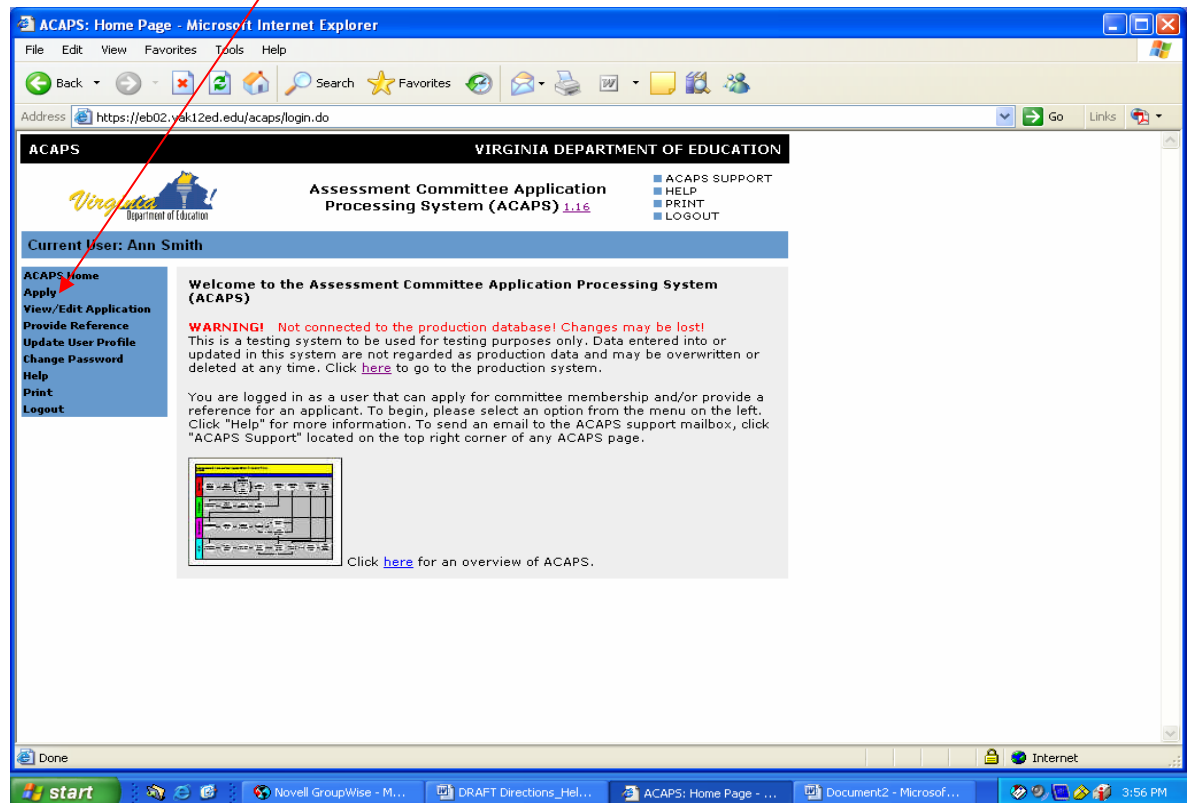 ACAPS: Home Page - Microsoft Internet Explorer
File Edit View Favorites Tools Help
Back Search Favorites
Address https://eb02.vak12ed.edu/acaps/login.do Go Links
ACAPS VIRGINIA DEPARTMENT OF EDUCATION
Virginia
Department of Education
Assessment Committee Application
Processing System (ACAPS) 1.16
ACAPS SUPPORT
HELP
PRINT
LOGOUT
Current User: Ann Smith
ACAPS Home
Apply
View/Edit Application
Provide Reference
Update User Profile
Change Password
Help
Print
Logout
Welcome to the Assessment Committee Application Processing System
(ACAPS)
WARNING! Not connected to the production database! Changes may be lost!
This is a testing system to be used for testing purposes only. Data entered into or
updated in this system are not regarded as production data and may be overwritten or
deleted at any time. Click here to go to the production system.
You are logged in as a user that can apply for committee membership and/or provide a
reference for an applicant. To begin, please select an option from the menu on the left.
Click "Help" for more information. To send an email to the ACAPS support mailbox, click
"ACAPS Support" located on the top right corner of any ACAPS page.
Click here for an overview of ACAPS.
Done Internet
start Novell GroupWise - M... DRAFT Directions_Hel... ACAPS: Home Page - ... Document2 - Microsof... 3:56 PM